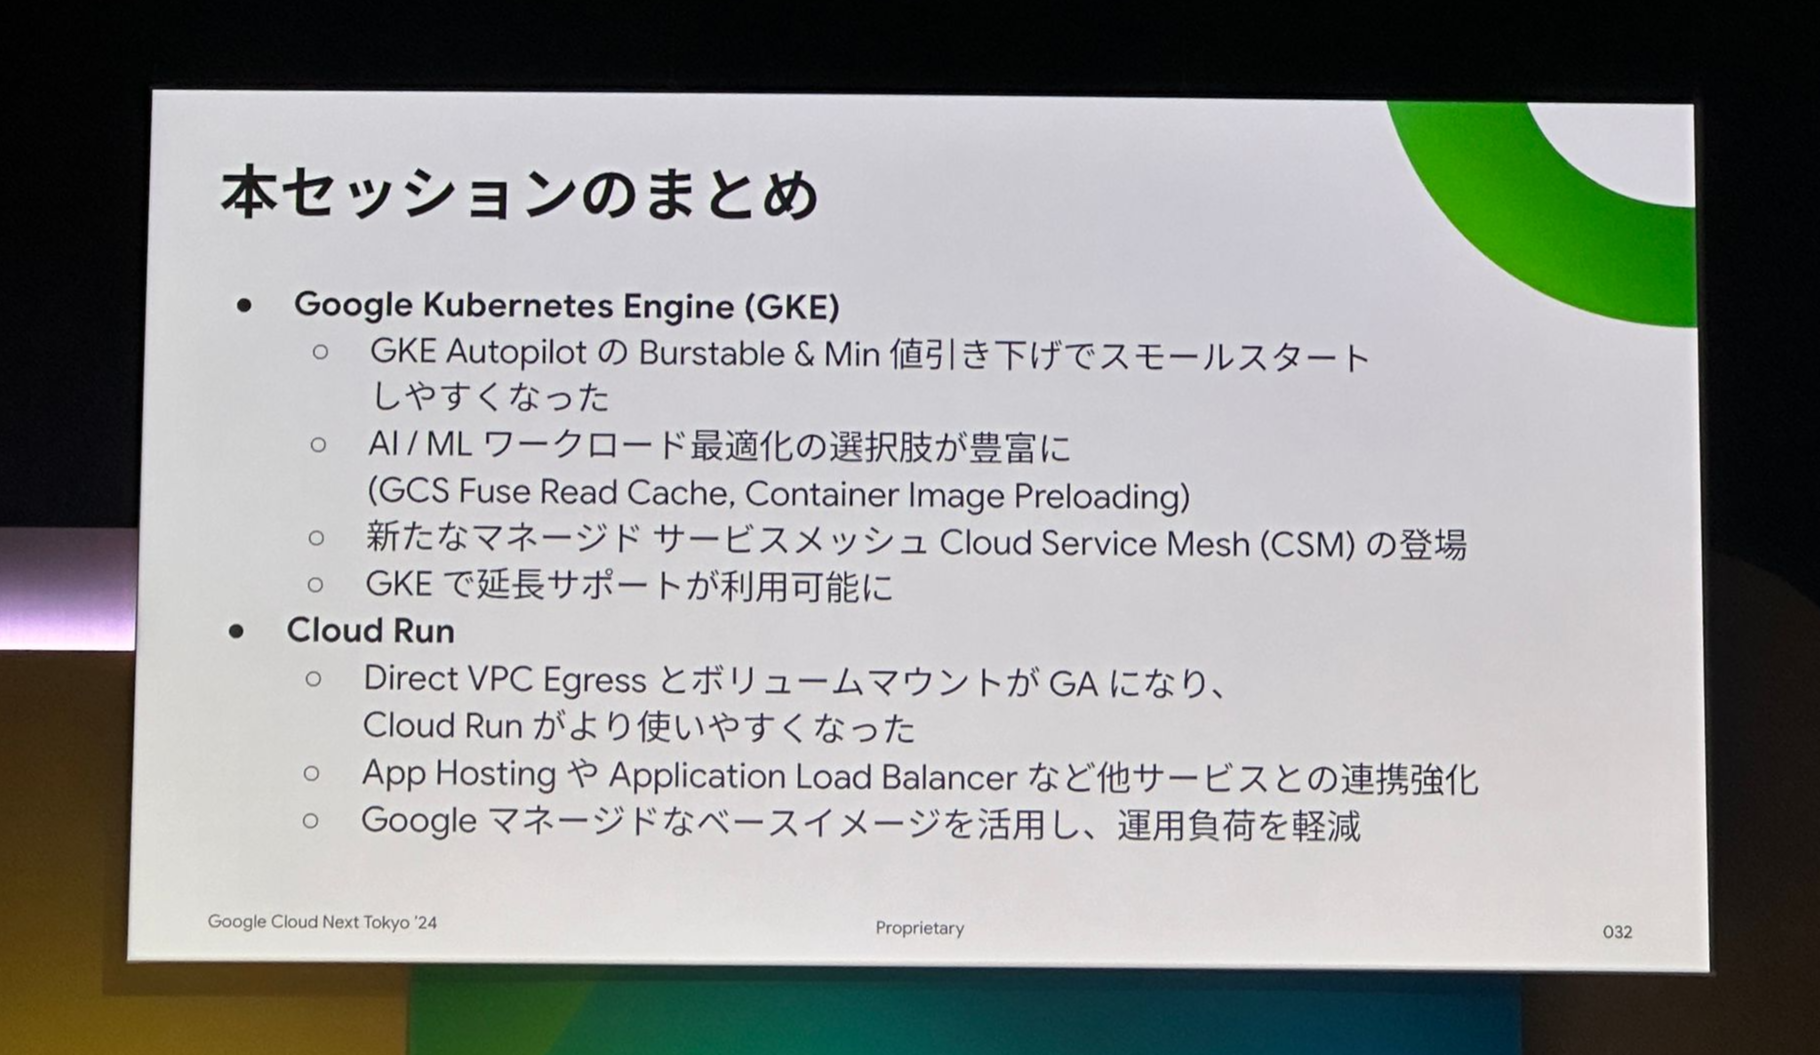 本セッションのまとめ
● Google Kubernetes Engine (GKE)
○ GKE Autopilot の Burstable & Min 値引き下げでスモールスタート
しやすくなった
○ AI / ML ワークロード最適化の選択肢が豊富に
(GCS Fuse Read Cache, Container Image Preloading)
○ 新たなマネージド サービスメッシュ Cloud Service Mesh (CSM) の登場
○ GKE で延長サポートが利用可能に
● Cloud Run
○ Direct VPC Egress とボリュームマウントが GA になり、
Cloud Run がより使いやすくなった
○ App Hosting や Application Load Balancer など他サービスとの連携強化
○ Google マネージドなベースイメージを活用し、運用負荷を軽減
Google Cloud Next Tokyo ’24
Proprietary
032